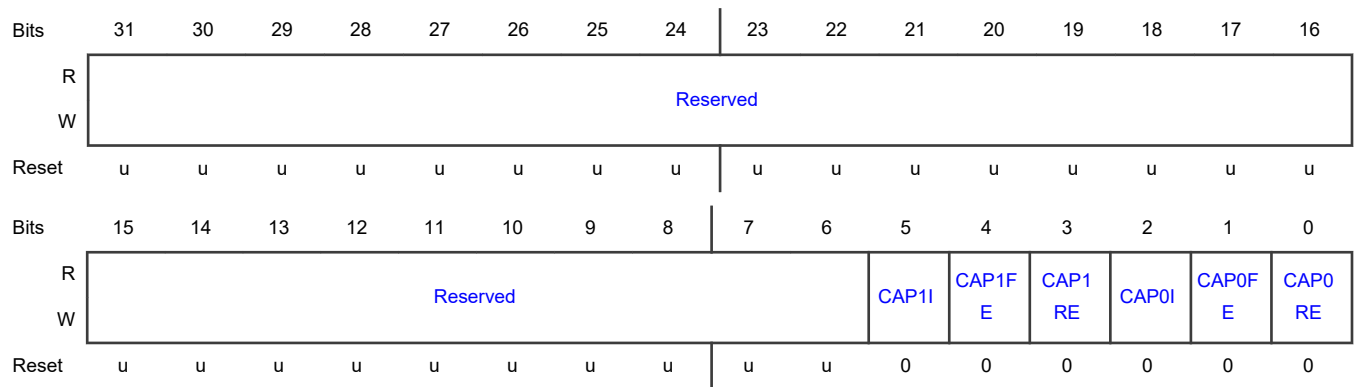 Bits 31 30 29 28 27 26 25 24 23 22 21 20 19 18 17 16
R
Reserved
W
Reset u u u u u u u u u u u u u u u u
Bits 15 14 13 12 11 10 9 8 7 6 5 4 3 2 1 0
R
Reserved CAP1I CAP1F CAP1 CAP0I CAP0F CAP0
E RE E RE
W
Reset u u u u u u u u u u 0 0 0 0 0 0